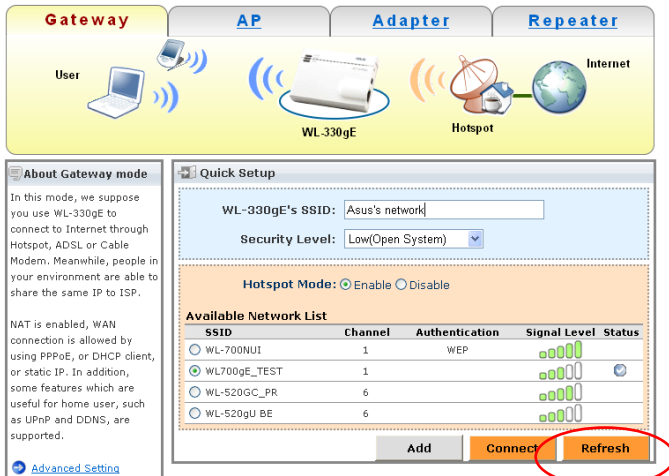 Gateway
AP
Adapter
Repeater
User
WL-330gE
Hotspot
Internet
About Gateway mode
In this mode, we suppose
you use WL-330gE to
connect to Internet through
Hotspot, ADSL or Cable
Modem. Meanwhile, people in
your environment are able to
share the same IP to ISP.
NAT is enabled, WAN
connection is allowed by
using PPPoE, or DHCP client,
or static IP. In addition,
some features which are
useful for home user, such
as UPnP and DDNS, are
supported.
Advanced Setting
Quick Setup
WL-330gE's SSID: Asus's network
Security Level: Low(Open System)
Hotspot Mode: Enable Disable
Available Network List
SSID Channel Authentication Signal Level Status
WL-700NUI 1 WEP
WL700gE_TEST 1
WL-520GC_PR 6
WL-520gU BE 6
Add Connect Refresh